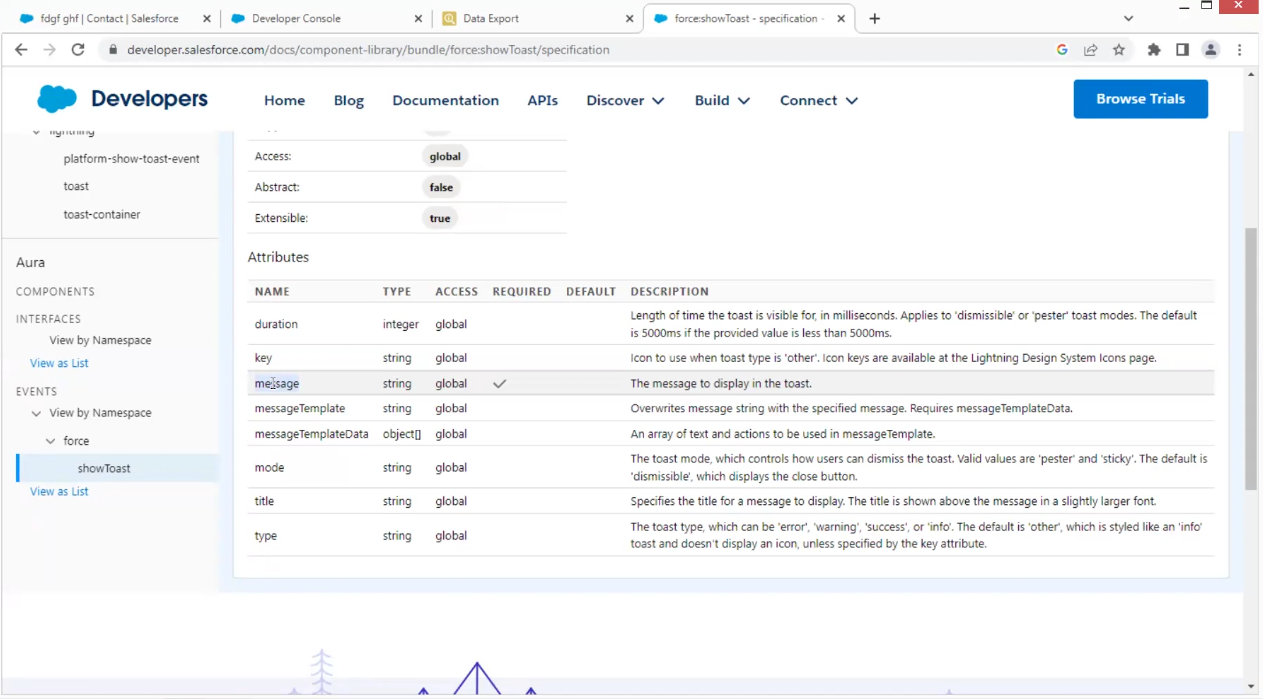 fdgf ghf | Contact | Salesforce
Developer Console
Data Export
force:showToast - specification -
developer.salesforce.com/docs/component-library/bundle/force:showToast/specification
Developers
Home Blog Documentation APIs Discover Build Connect
Browse Trials
lightning
platform-show-toast-event
toast
toast-container
Aura
COMPONENTS
INTERFACES
View by Namespace
View as List
EVENTS
View by Namespace
force
showToast
View as List
Access: global
Abstract: false
Extensible: true
Attributes
NAME TYPE ACCESS REQUIRED DEFAULT DESCRIPTION
duration integer global Length of time the toast is visible for, in milliseconds. Applies to 'dismissible' or 'pester' toast modes. The default
is 5000ms if the provided value is less than 5000ms.
key string global Icon to use when toast type is 'other'. Icon keys are available at the Lightning Design System Icons page.
message string global The message to display in the toast.
messageTemplate string global Overwrites message string with the specified message. Requires messageTemplateData.
messageTemplateData object[] global An array of text and actions to be used in messageTemplate.
mode string global The toast mode, which controls how users can dismiss the toast. Valid values are 'pester' and 'sticky'. The default is
'dismissible', which displays the close button.
title string global Specifies the title for a message to display. The title is shown above the message in a slightly larger font.
type string global The toast type, which can be 'error', 'warning', 'success', or 'info'. The default is 'other', which is styled like an 'info'
toast and doesn't display an icon, unless specified by the key attribute.